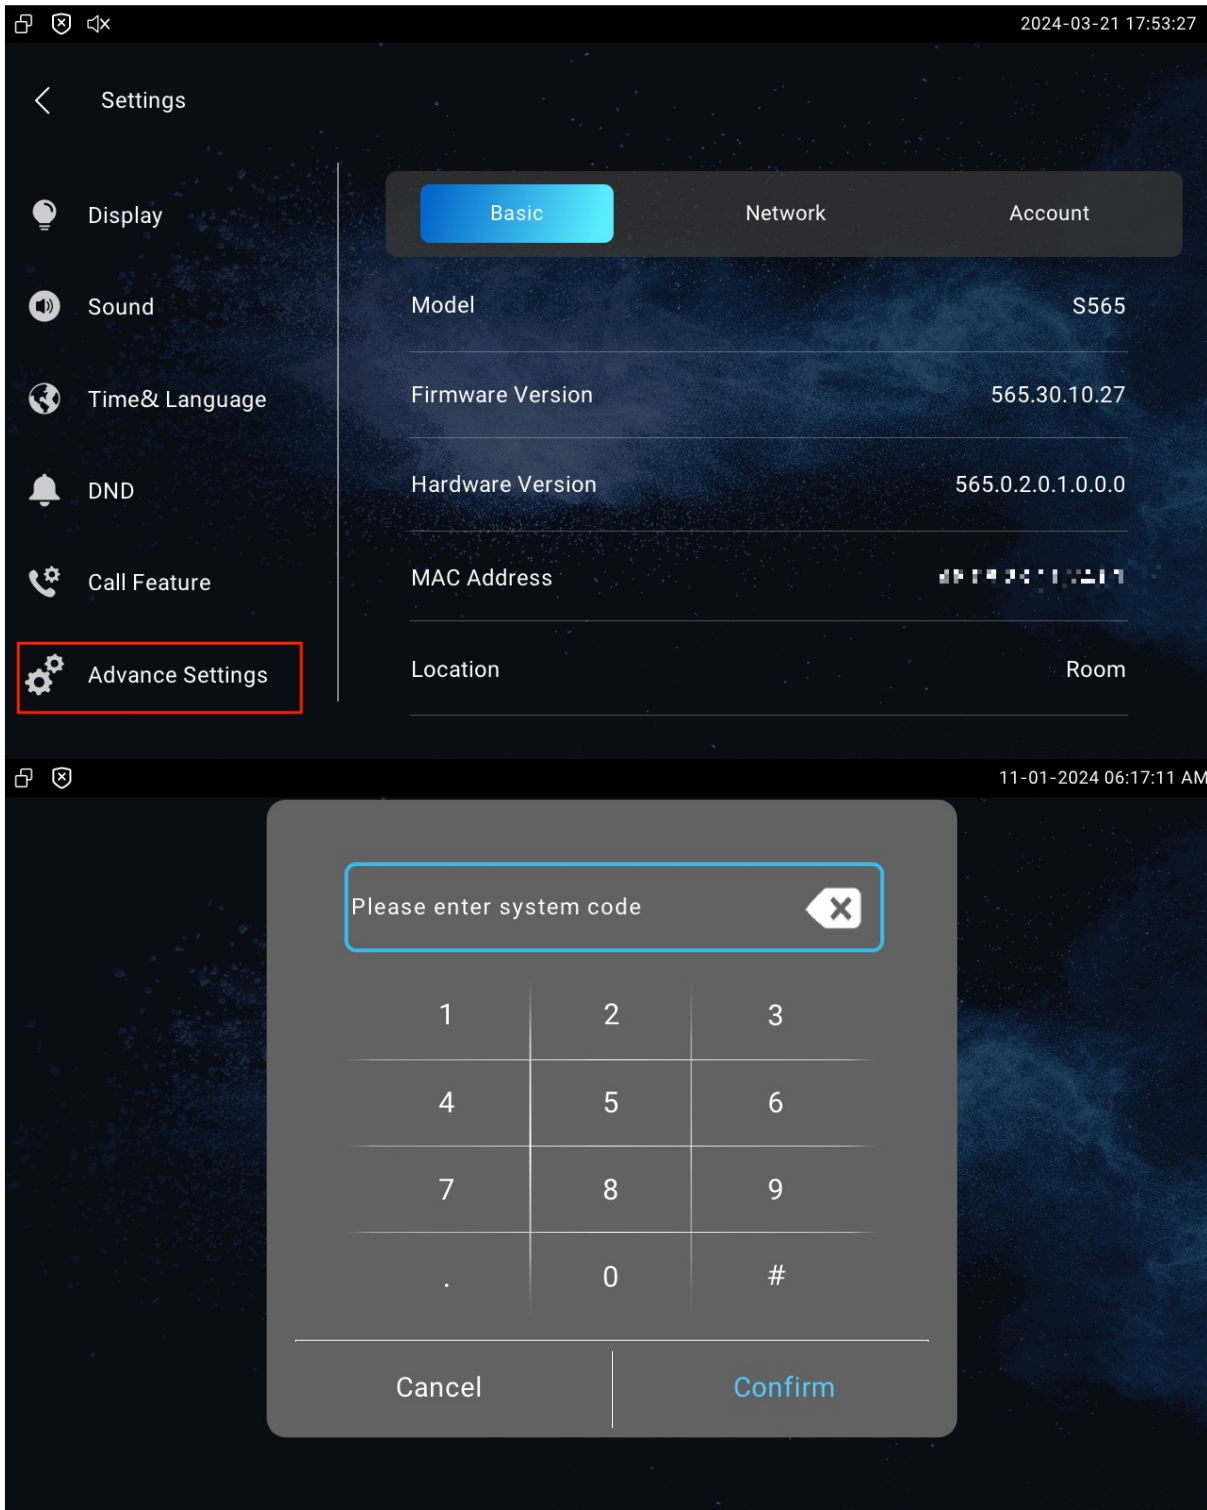 2024-03-21 17:53:27
Settings
Display
Sound
Time& Language
DND
Call Feature
Advance Settings
Basic Network Account
Model S565
Firmware Version 565.30.10.27
Hardware Version 565.0.2.0.1.0.0.0
MAC Address
Location Room
11-01-2024 06:17:11 AM
Please enter system code
1 2 3
4 5 6
7 8 9
. 0 #
Cancel Confirm